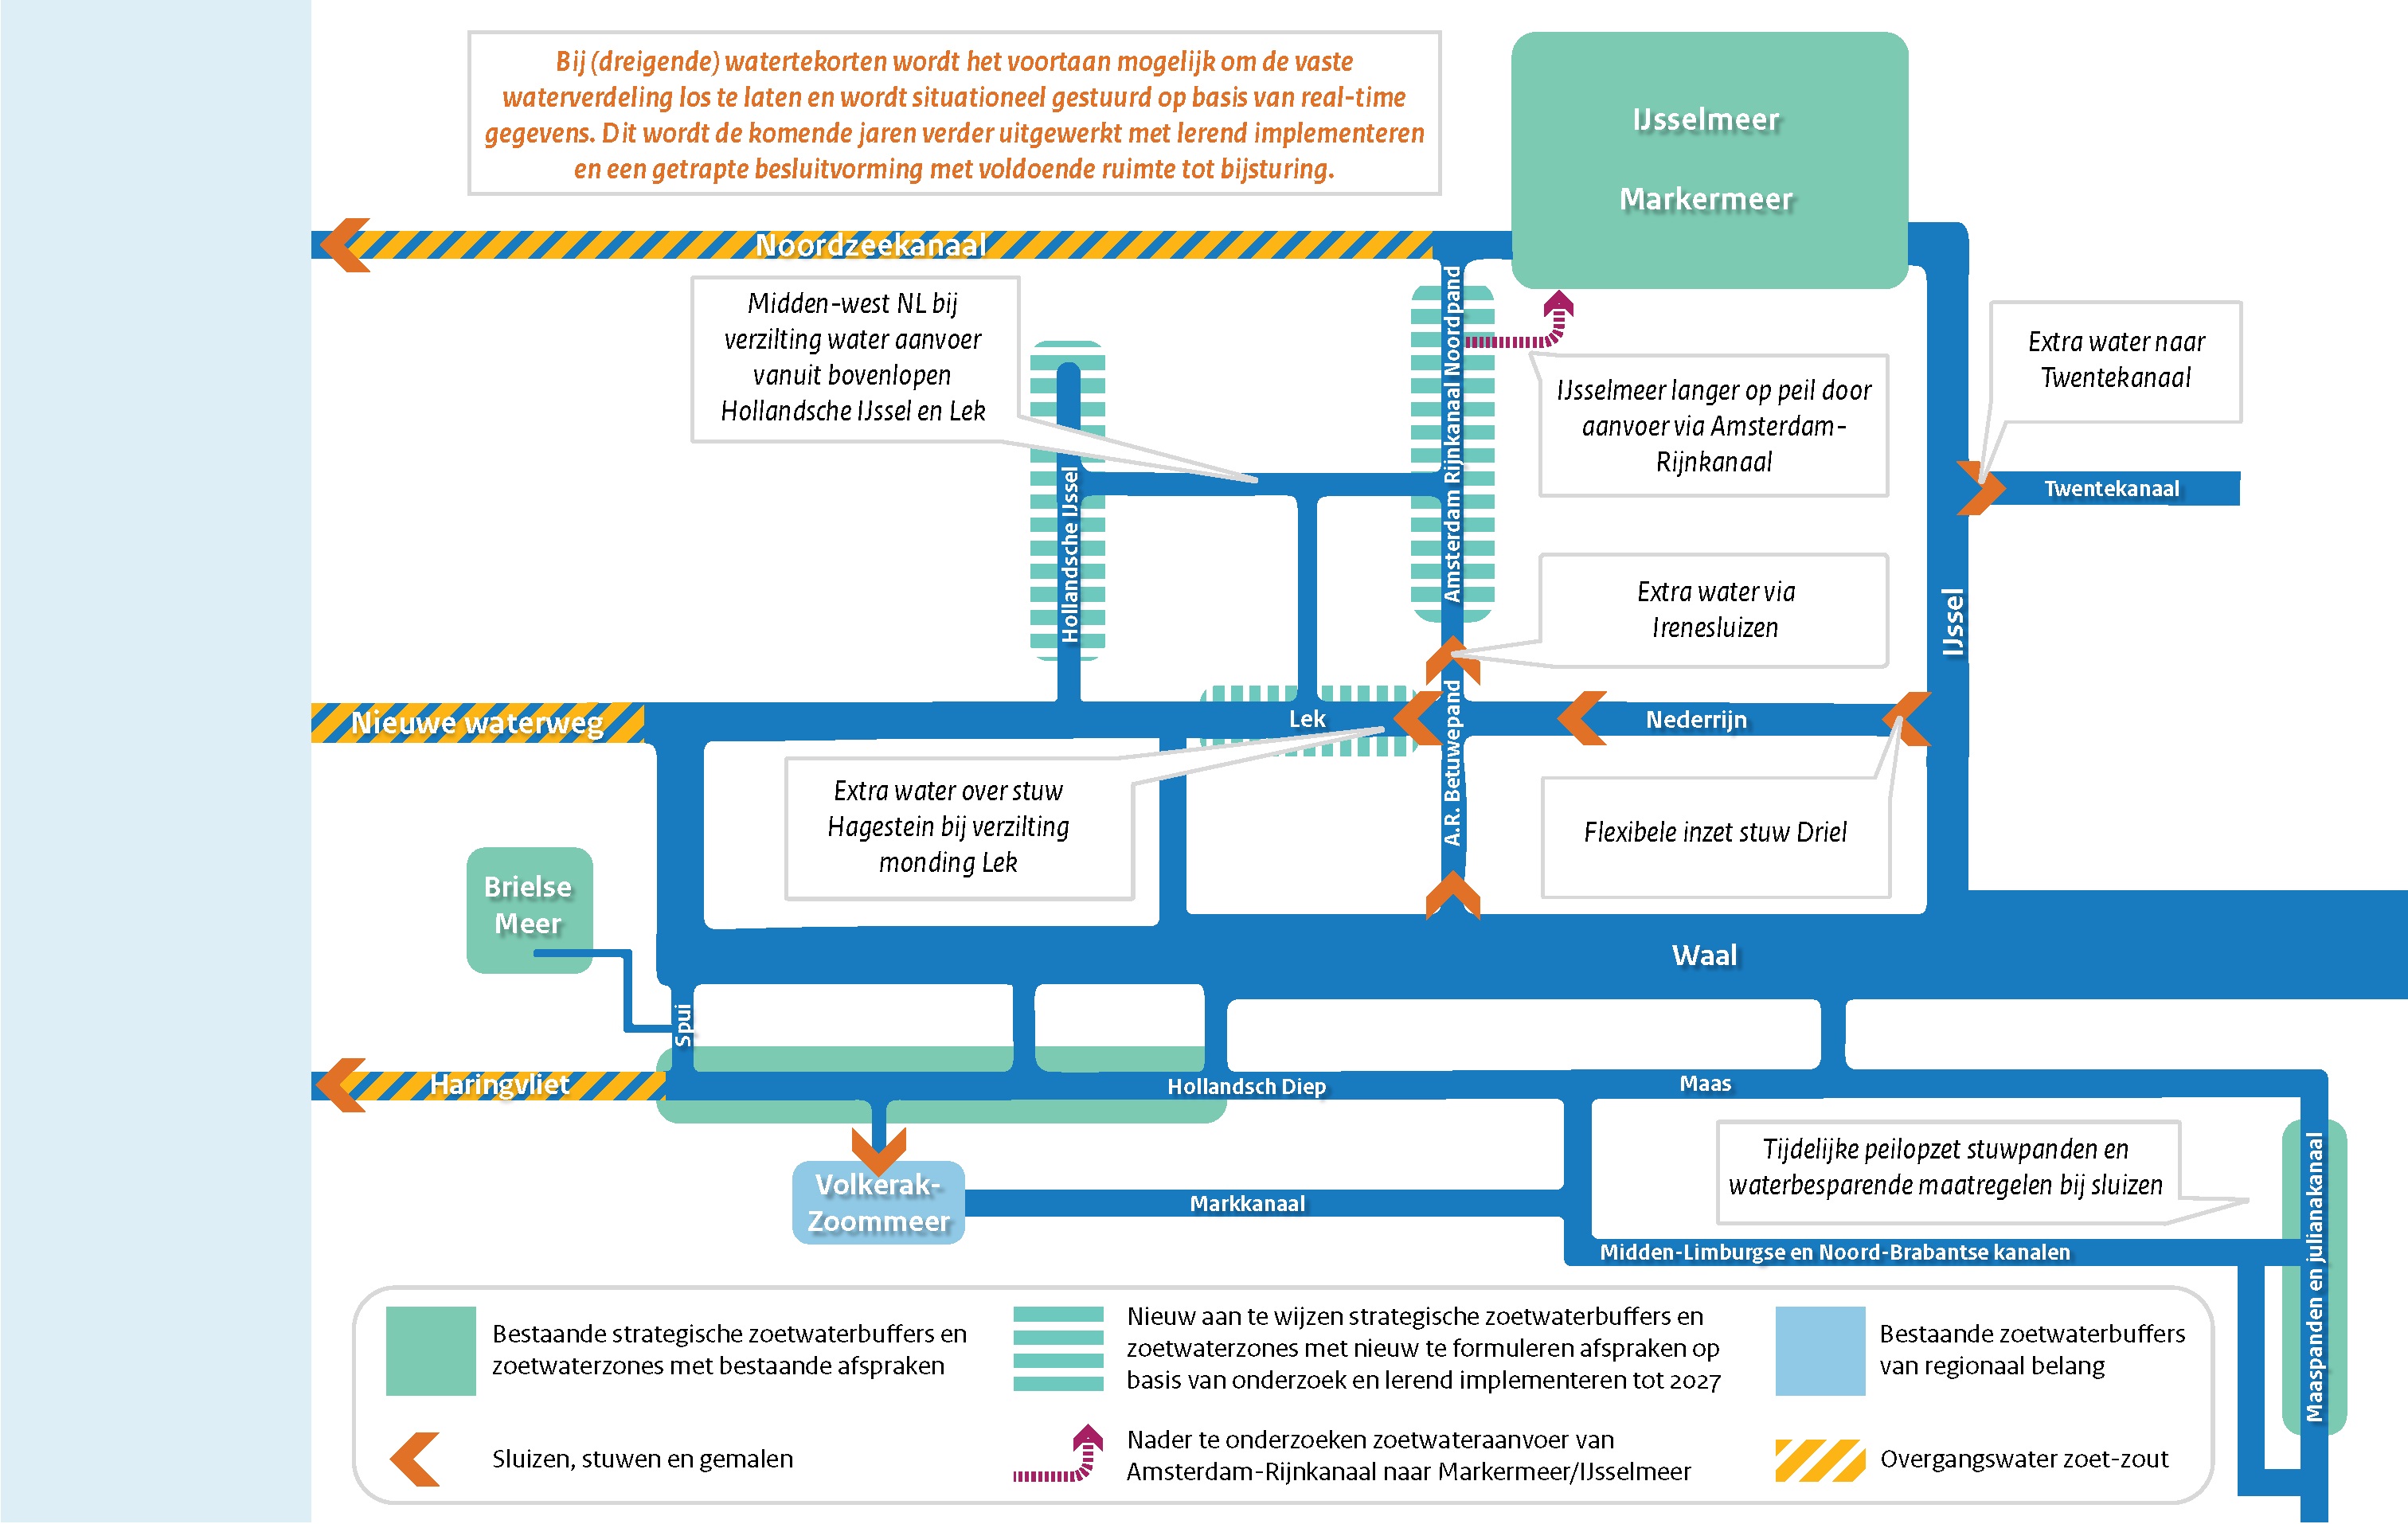 Bij (dreigende) watertekorten wordt het voortaan mogelijk om de vaste
waterverdeling los te laten en wordt situationeel gestuurd op basis van real-time
gegevens. Dit wordt de komende jaren verder uitgewerkt met lerend implementeren
en een getrapte besluitvorming met voldoende ruimte tot bijsturing.
IJsselmeer
Markermeer
Noordzeekanaal
Midden-west NL bij
verzilting water aanvoer
vanuit bovenlopen
Hollandsche IJssel en Lek
Hollandsche IJssel
Amsterdam Rijnkanaal Noordpand
IJsselmeer langer op peil door
aanvoer via Amsterdam-
Rijnkanaal
Extra water naar
Twentekanaal
Twentekanaal
Extra water via
Irenesluizen
IJssel
Nieuwe waterweg
Lek
Nederrijn
A.R. Betuwepand
Extra water over stuw
Hagestein bij verzilting
monding Lek
Flexibele inzet stuw Driel
Brielse
Meer
Waal
Spui
Haringvliet
Hollandsch Diep
Maas
Tijdelijke peilopzet stuwpanden en
waterbesparende maatregelen bij sluizen
Volkerak-
Zoommeer
Markkanaal
Midden-Limburgse en Noord-Brabantse kanalen
Maaspanden en julianakanaal
Bestaande strategische zoetwaterbuffers en
zoetwaterzones met bestaande afspraken
Nieuw aan te wijzen strategische zoetwaterbuffers en
zoetwaterzones met nieuw te formuleren afspraken op
basis van onderzoek en lerend implementeren tot 2027
Bestaande zoetwaterbuffers
van regionaal belang
Sluizen, stuwen en gemalen
Nader te onderzoeken zoetwateraanvoer van
Amsterdam-Rijnkanaal naar Markermeer/IJsselmeer
Overgangswater zoet-zout